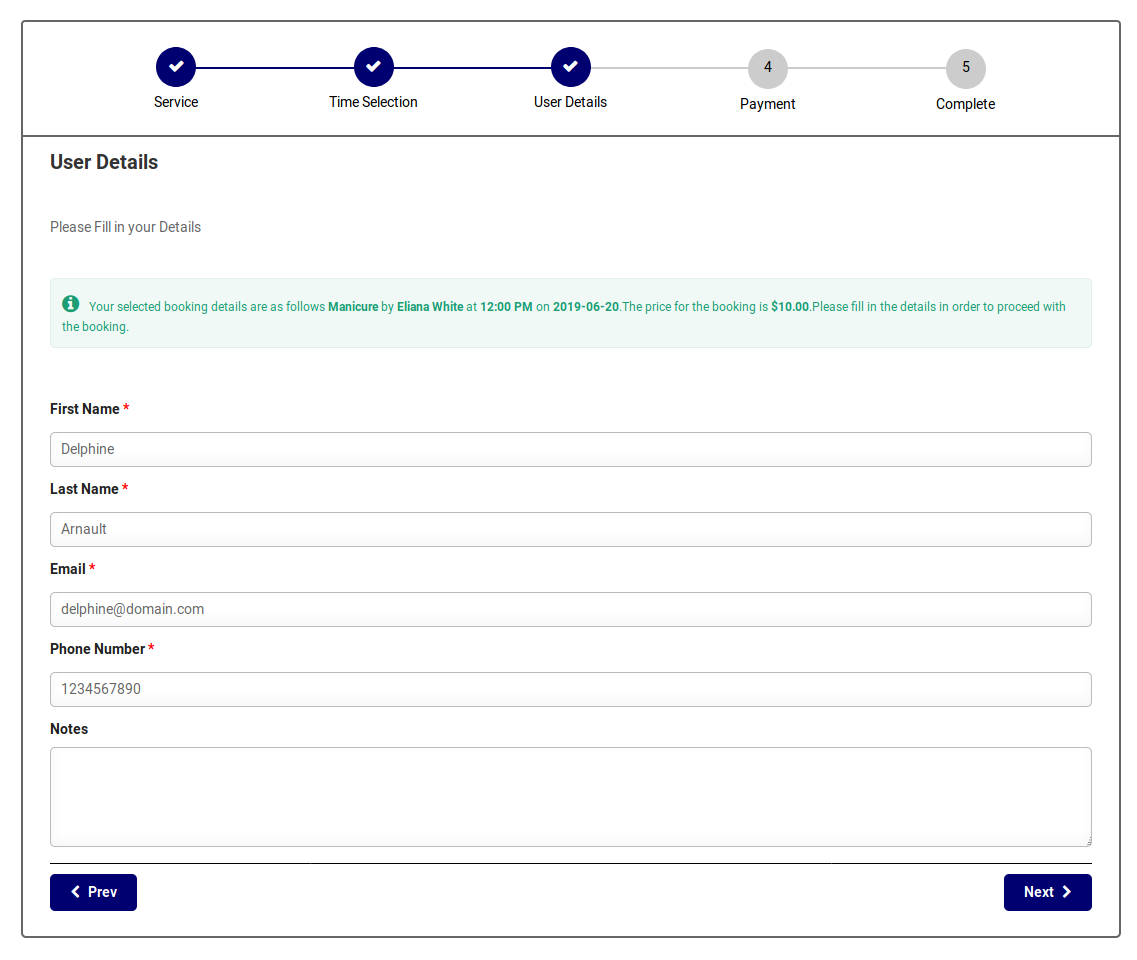 4 5
Service Time Selection User Details Payment Complete
User Details
Please Fill in your Details
Your selected booking details are as follows Manicure by Eliana White at 12:00 PM on 2019-06-20.The price for the booking is $10.00.Please fill in the details in order to proceed with
the booking.
First Name *
Delphine
Last Name *
Arnault
Email *
delphine@domain.com
Phone Number *
1234567890
Notes
Prev Next